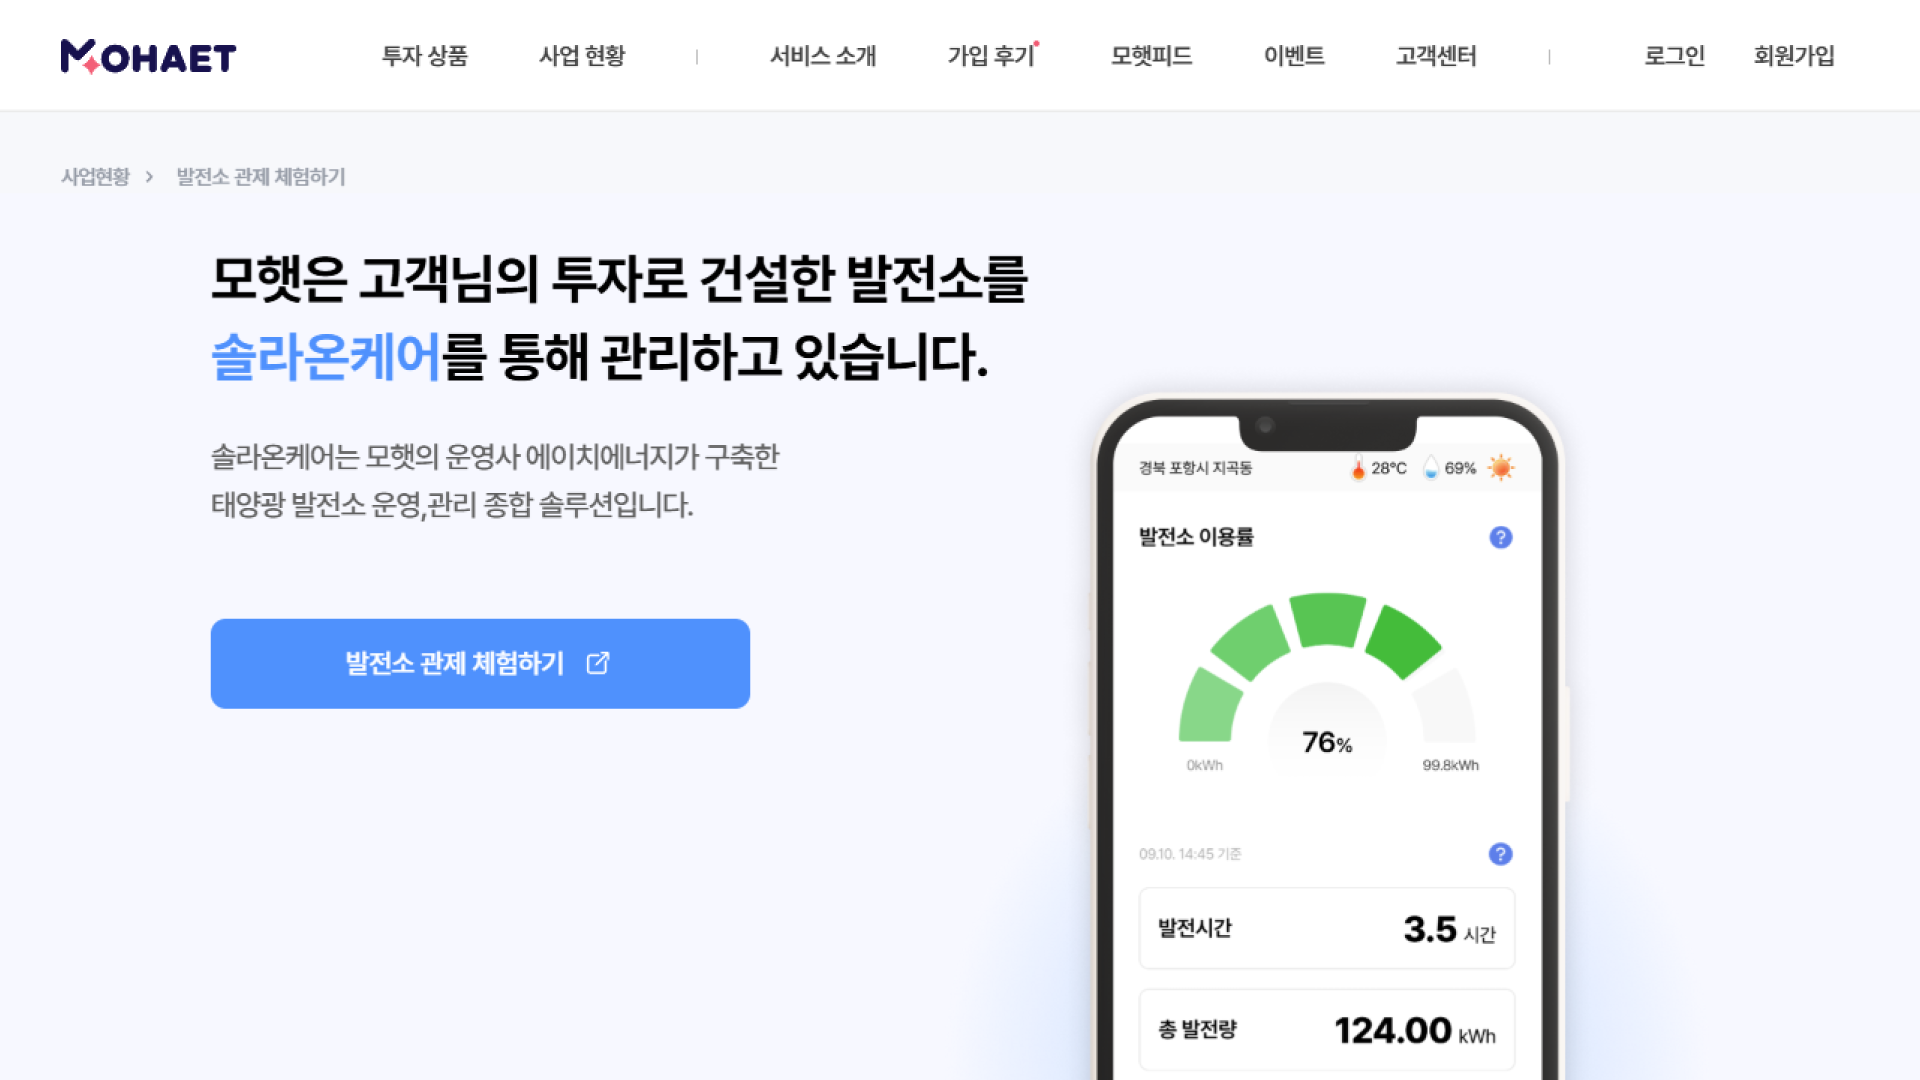 MOHAET 투자 상품 사업 현황 | 서비스 소개 가입 후기 모햇피드 이벤트 고객센터 | 로그인 회원가입
사업현황 > 발전소 관제 체험하기
모햇은 고객님의 투자로 건설한 발전소를
솔라온케어를 통해 관리하고 있습니다.
솔라온케어는 모햇의 운영사 에이치에너지가 구축한
태양광 발전소 운영,관리 종합 솔루션입니다.
발전소 관제 체험하기
경북 포항시 지곡동 28°C 69%
발전소 이용률 ?
76%
0kWh 99.8kWh
09.10. 14:45 기준 ?
발전시간 3.5 시간
총 발전량 124.00 kWh